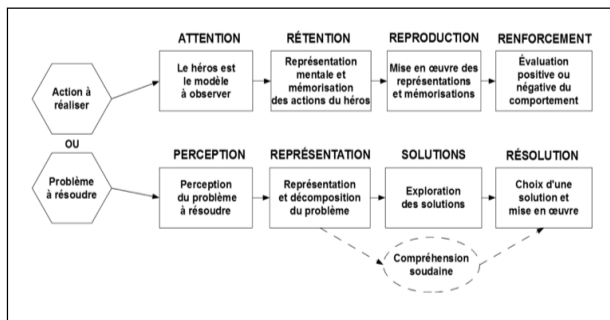 ATTENTION
RÉTENTION
REPRODUCTION
RENFORCEMENT
Action à
réaliser
Le héros est
le modèle
à observer
Représentation
mentale et
mémorisation
des actions du héros
Mise en œuvre des
représentations
et mémorisations
Évaluation
positive ou
négative du
comportement
OU
PERCEPTION
REPRÉSENTATION
SOLUTIONS
RÉSOLUTION
Problème
à résoudre
Perception
du problème
à résoudre
Représentation
et décomposition
du problème
Exploration
des solutions
Choix d'une
solution et
mise en œuvre
Compréhension
soudaine